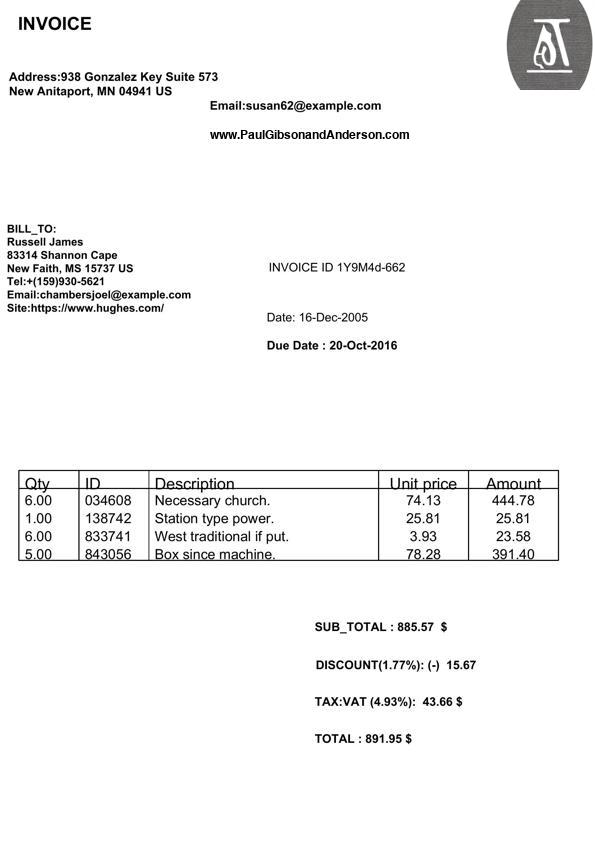 INVOICE
Address:938 Gonzalez Key Suite 573
New Anitaport, MN 04941 US
Email:susan62@example.com
www.PaulGibsonandAnderson.com
BILL_TO:
Russell James
83314 Shannon Cape
New Faith, MS 15737 US
Tel:+(159)930-5621
Email:chambersjoel@example.com
Site:https://www.hughes.com/
INVOICE ID 1Y9M4d-662
Date: 16-Dec-2005
Due Date : 20-Oct-2016
Qty ID Description Unit price Amount
6.00 034608 Necessary church. 74.13 444.78
1.00 138742 Station type power. 25.81 25.81
6.00 833741 West traditional if put. 3.93 23.58
5.00 843056 Box since machine. 78.28 391.40
SUB_TOTAL : 885.57 $
DISCOUNT(1.77%): (-) 15.67
TAX:VAT (4.93%): 43.66 $
TOTAL : 891.95 $